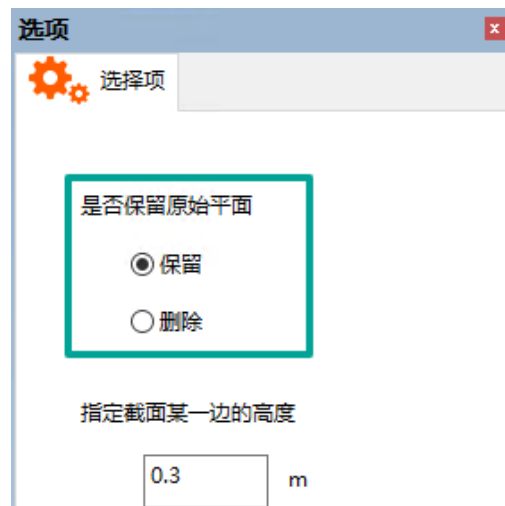 选项
选择项
是否保留原始平面
保留
删除
指定截面某一边的高度
0.3 m